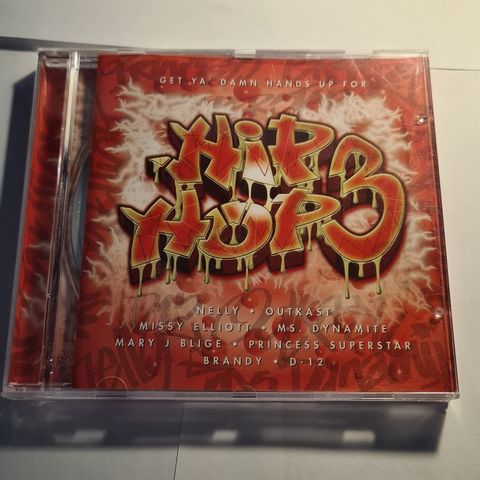 GET YA' DAMN HANDS UP FOR
HIP
HOP 3
NELLY • OUTKAST
MISSY ELLIOTT • MS. DYNAMITE
MARY J BLIGE • PRINCESS SUPERSTAR
BRANDY • D-12